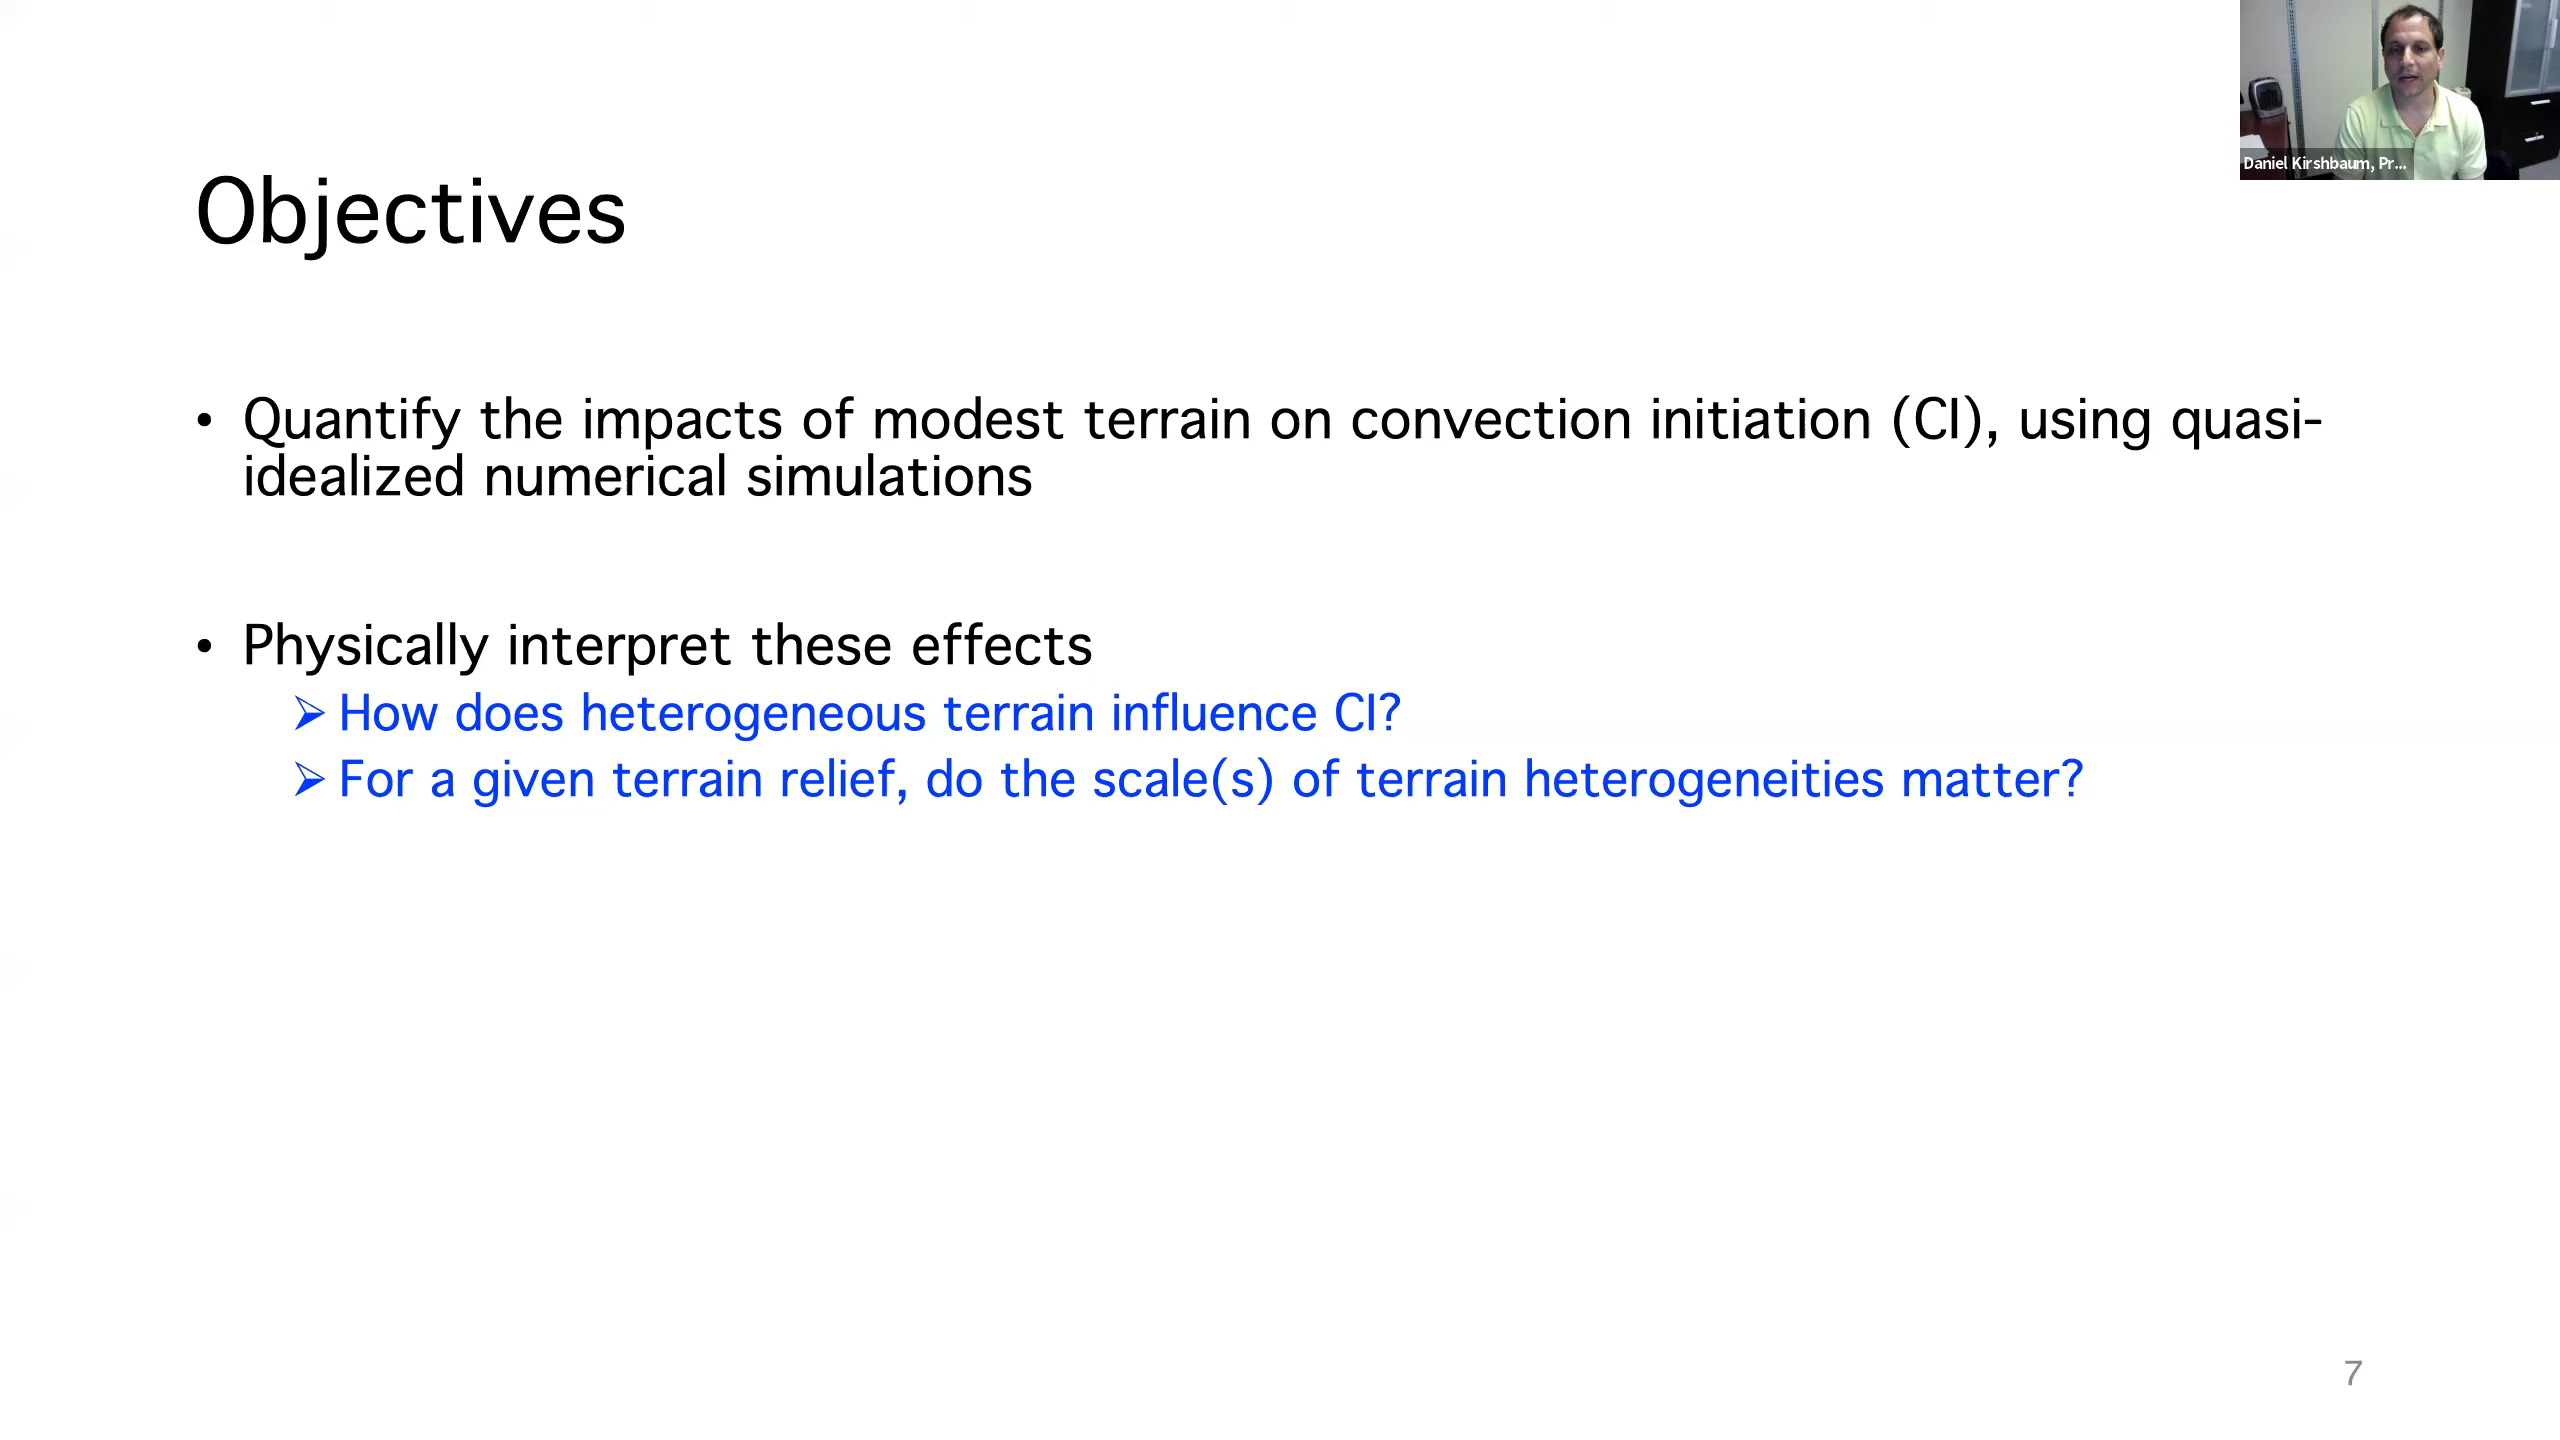 Daniel Kirshbaum, Pr...
Objectives
• Quantify the impacts of modest terrain on convection initiation (CI), using quasi-
idealized numerical simulations
• Physically interpret these effects
➢ How does heterogeneous terrain influence CI?
➢ For a given terrain relief, do the scale(s) of terrain heterogeneities matter?
7